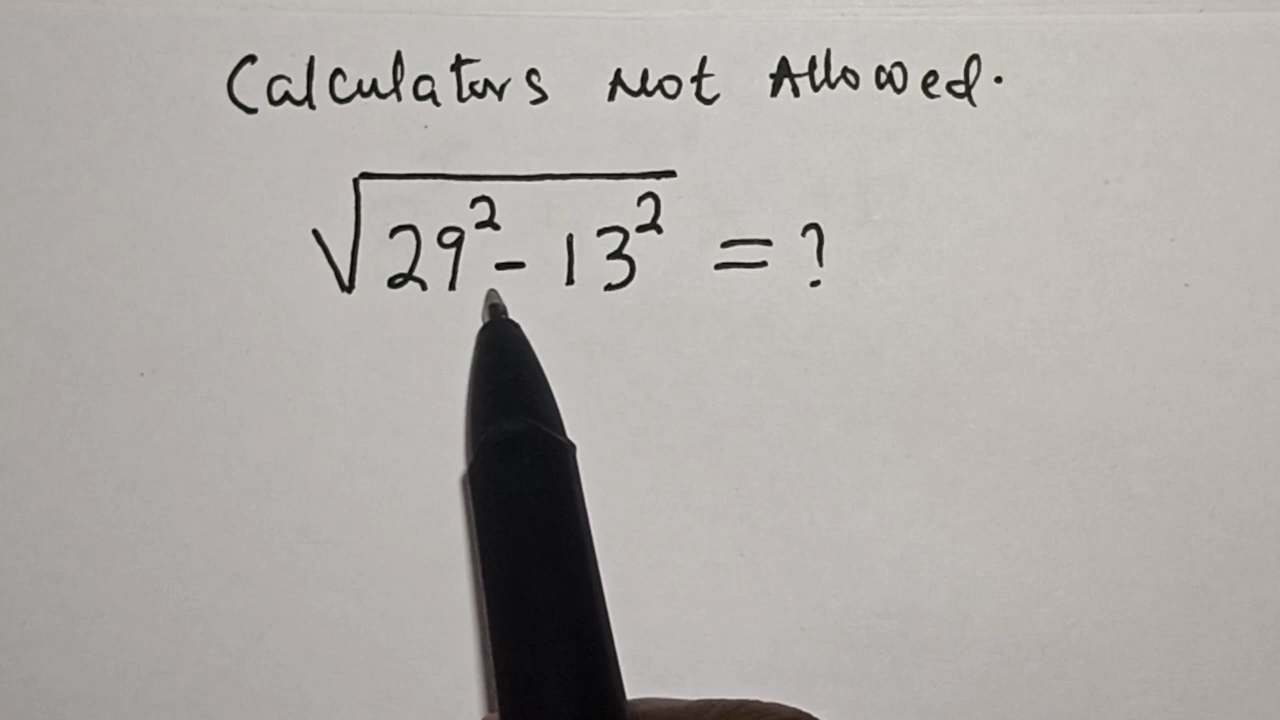 Calculators Not Allowed.
√(29² - 13²) = ?